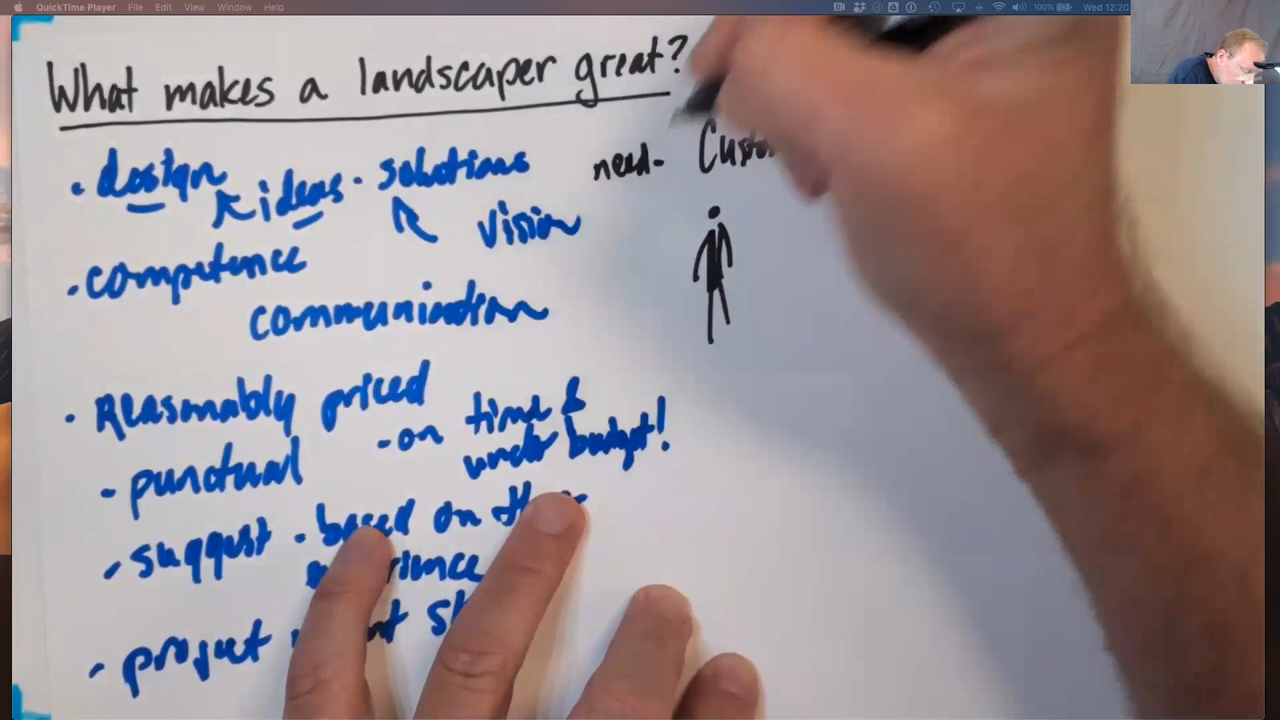 QuickTime Player File Edit View Window Help 100% Wed 12:20
What makes a landscaper great?
• design ideas • solutions
vision
need -
• competence
communication
• Reasonably priced
- punctual - on time &
under budget!
- suggest • based on
- project